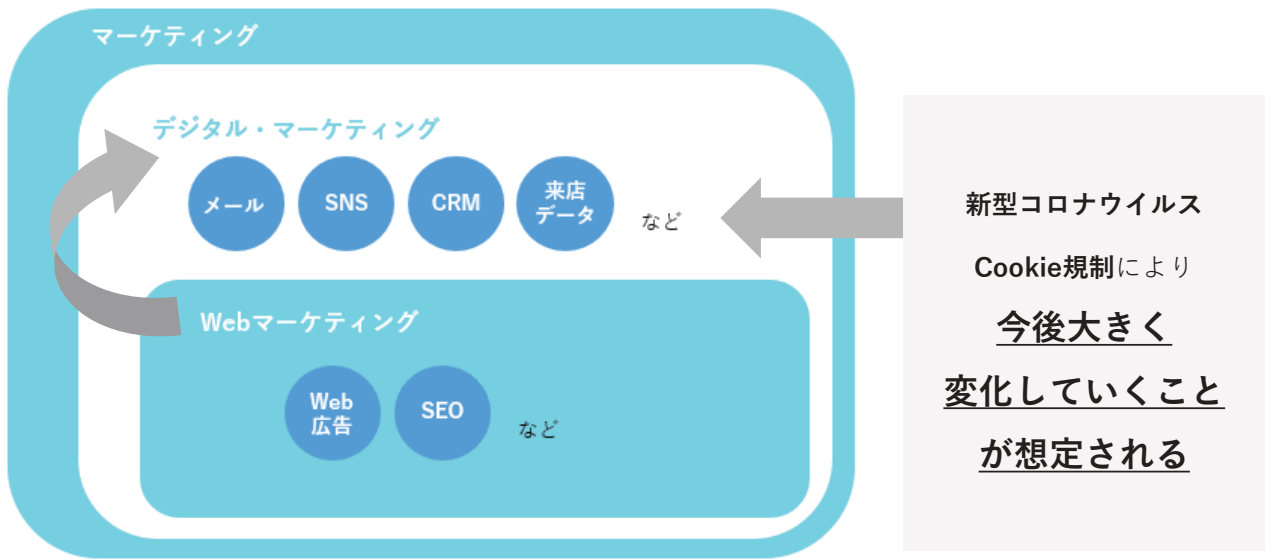 マーケティング
デジタル・マーケティング
メール
SNS
CRM
来店
データ
など
Webマーケティング
Web
広告
SEO
など
新型コロナウイルス
Cookie規制により
今後大きく
変化していくこと
が想定される